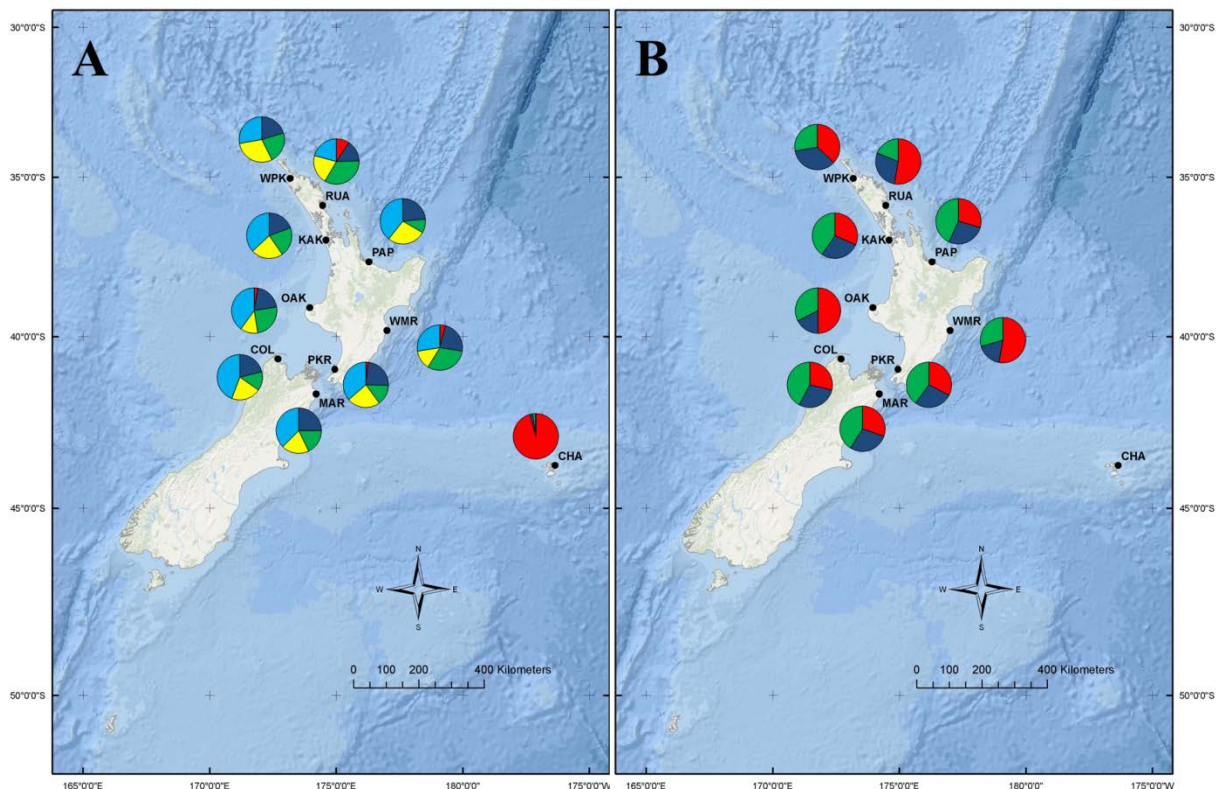 A
B
30°0'0"S
30°0'0"S
WPK
RUA
KAK
PAP
OAK
WMR
COL
PKR
MAR
CHA
WPK
RUA
KAK
PAP
OAK
WMR
COL
PKR
MAR
CHA
35°0'0"S
35°0'0"S
40°0'0"S
40°0'0"S
45°0'0"S
45°0'0"S
N
W E
S
N
W E
S
0 100 200 400 Kilometers
0 100 200 400 Kilometers
50°0'0"S
50°0'0"S
165°0'0"E 170°0'0"E 175°0'0"E 180°0'0" 175°0'0"W
165°0'0"E 170°0'0"E 175°0'0"E 180°0'0" 175°0'0"W